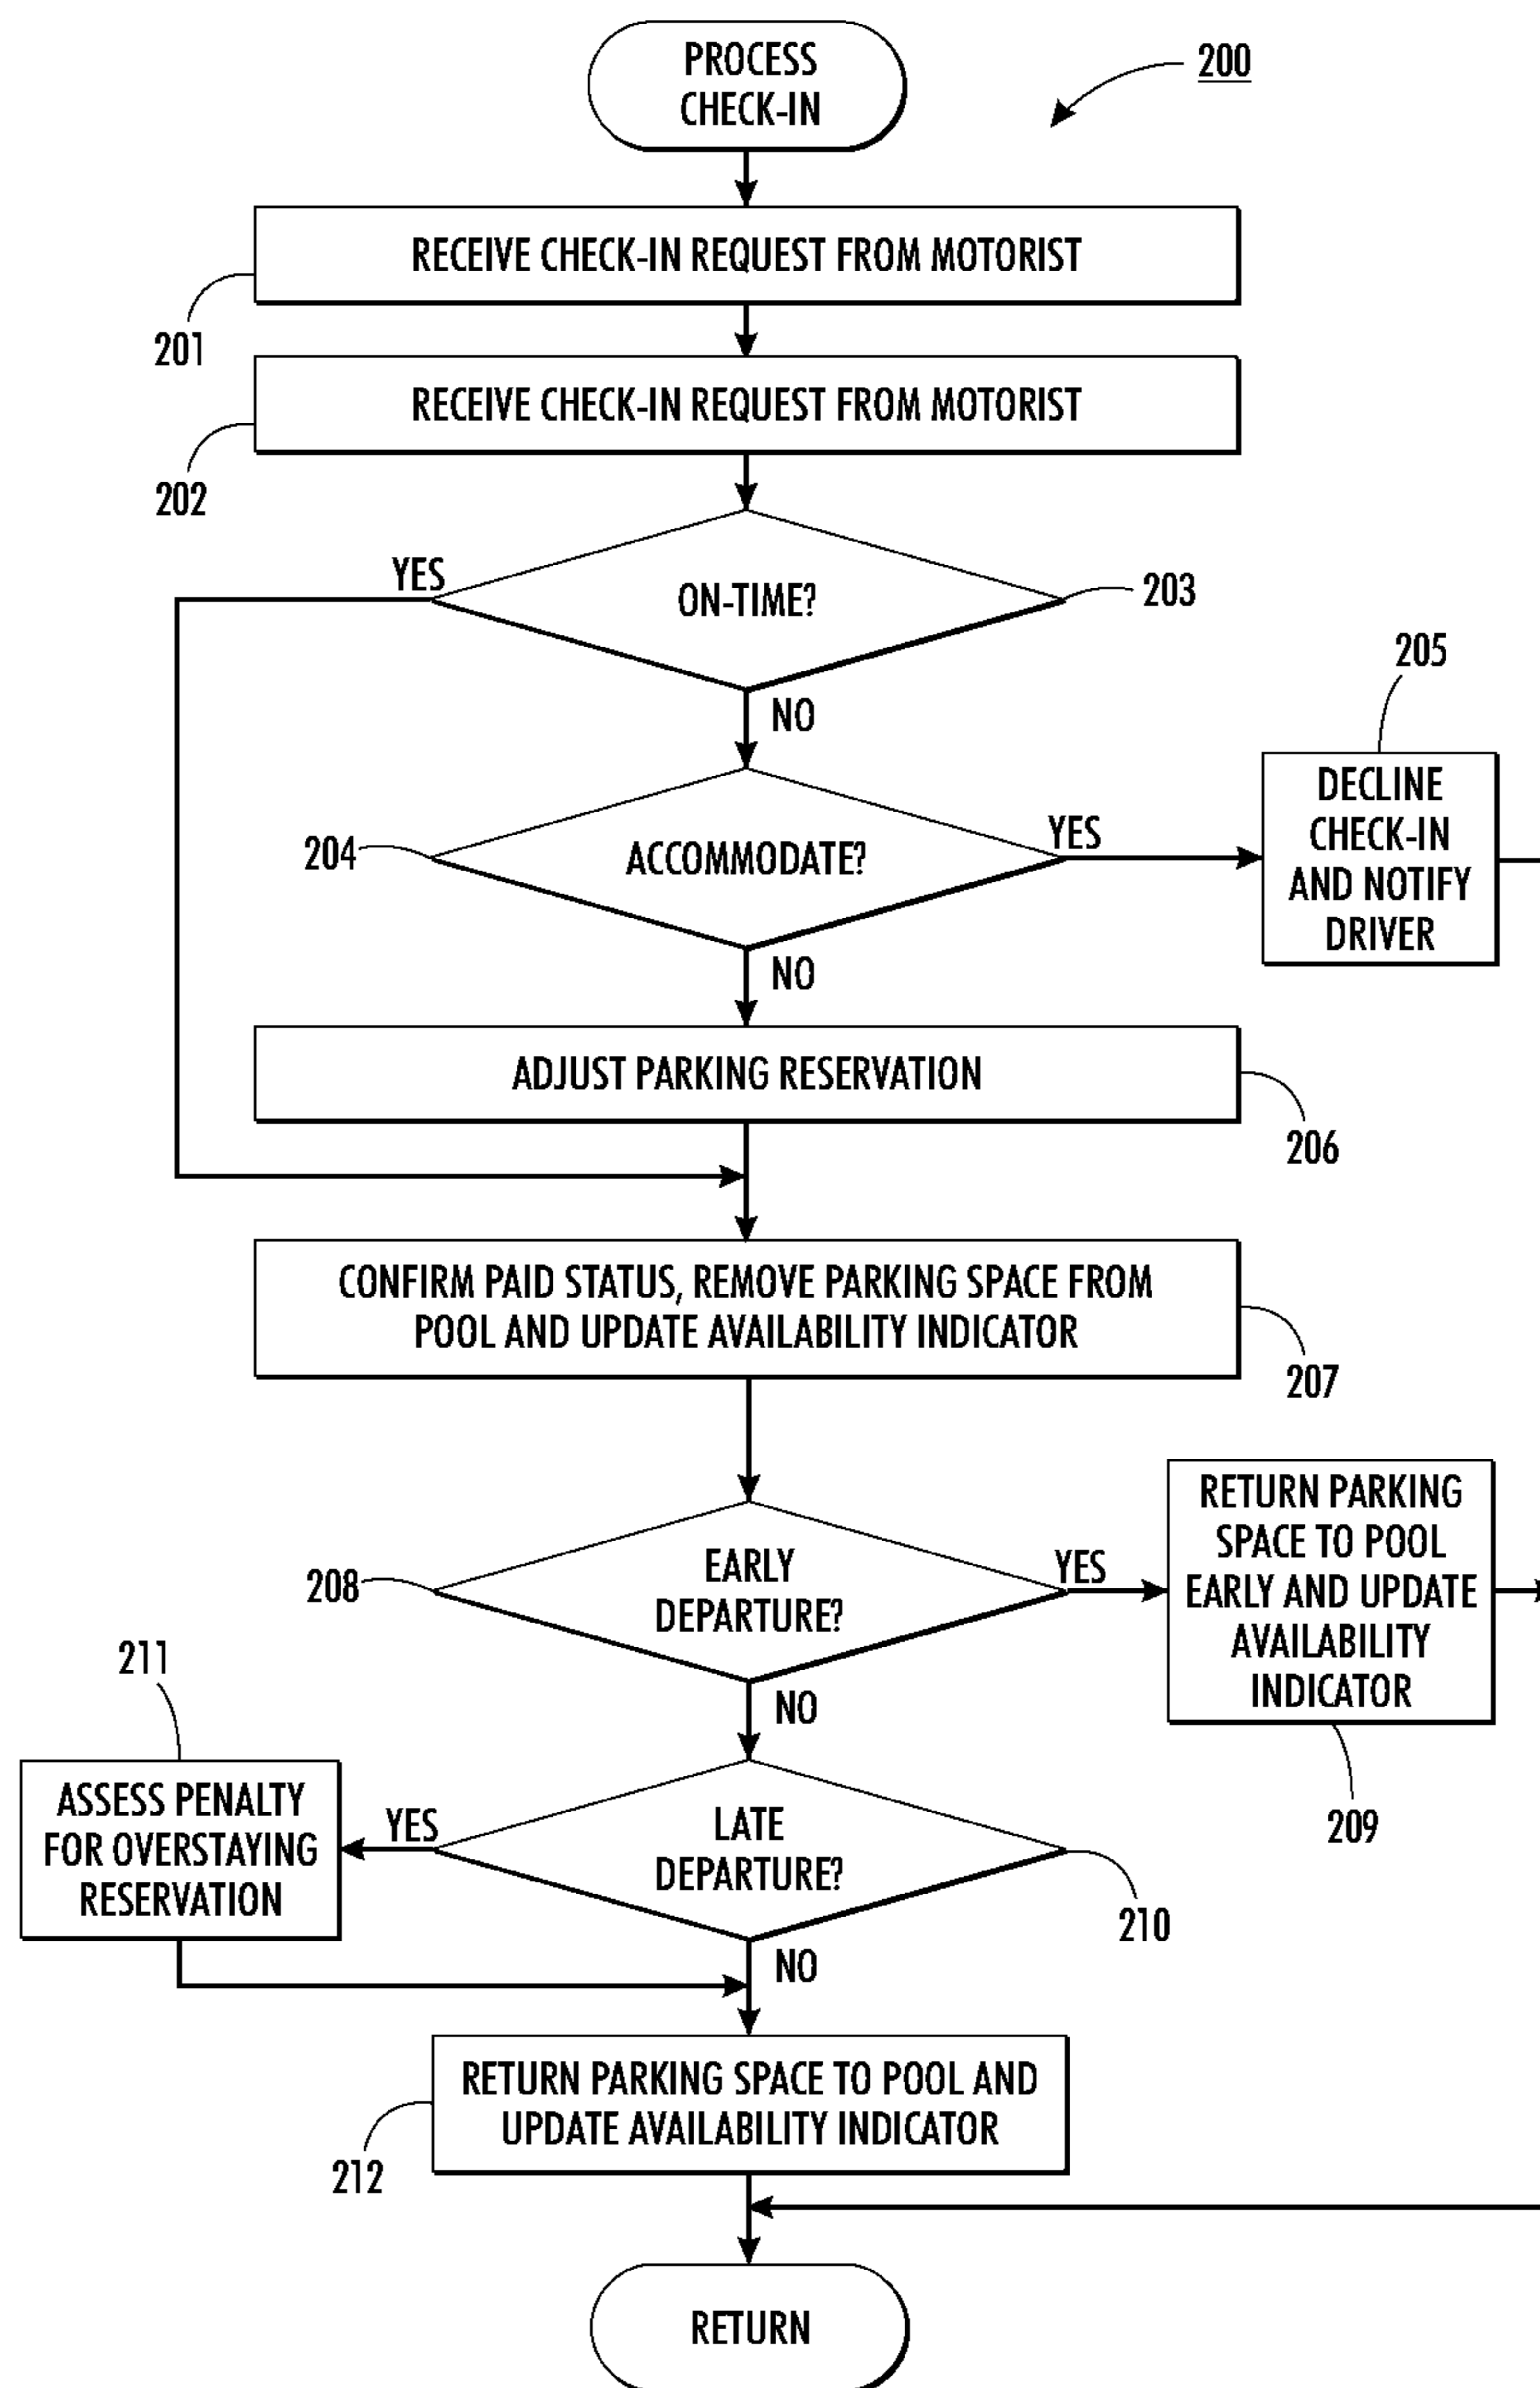 PROCESS
CHECK-IN
200
RECEIVE CHECK-IN REQUEST FROM MOTORIST
201
RECEIVE CHECK-IN REQUEST FROM MOTORIST
202
YES
ON-TIME?
203
NO
205
DECLINE
CHECK-IN
AND NOTIFY
DRIVER
204
ACCOMMODATE?
YES
NO
ADJUST PARKING RESERVATION
206
CONFIRM PAID STATUS, REMOVE PARKING SPACE FROM
POOL AND UPDATE AVAILABILITY INDICATOR
207
208
EARLY
DEPARTURE?
YES
RETURN PARKING
SPACE TO POOL
EARLY AND UPDATE
AVAILABILITY
INDICATOR
209
NO
211
ASSESS PENALTY
FOR OVERSTAYING
RESERVATION
YES
LATE
DEPARTURE?
210
NO
RETURN PARKING SPACE TO POOL AND
UPDATE AVAILABILITY INDICATOR
212
RETURN